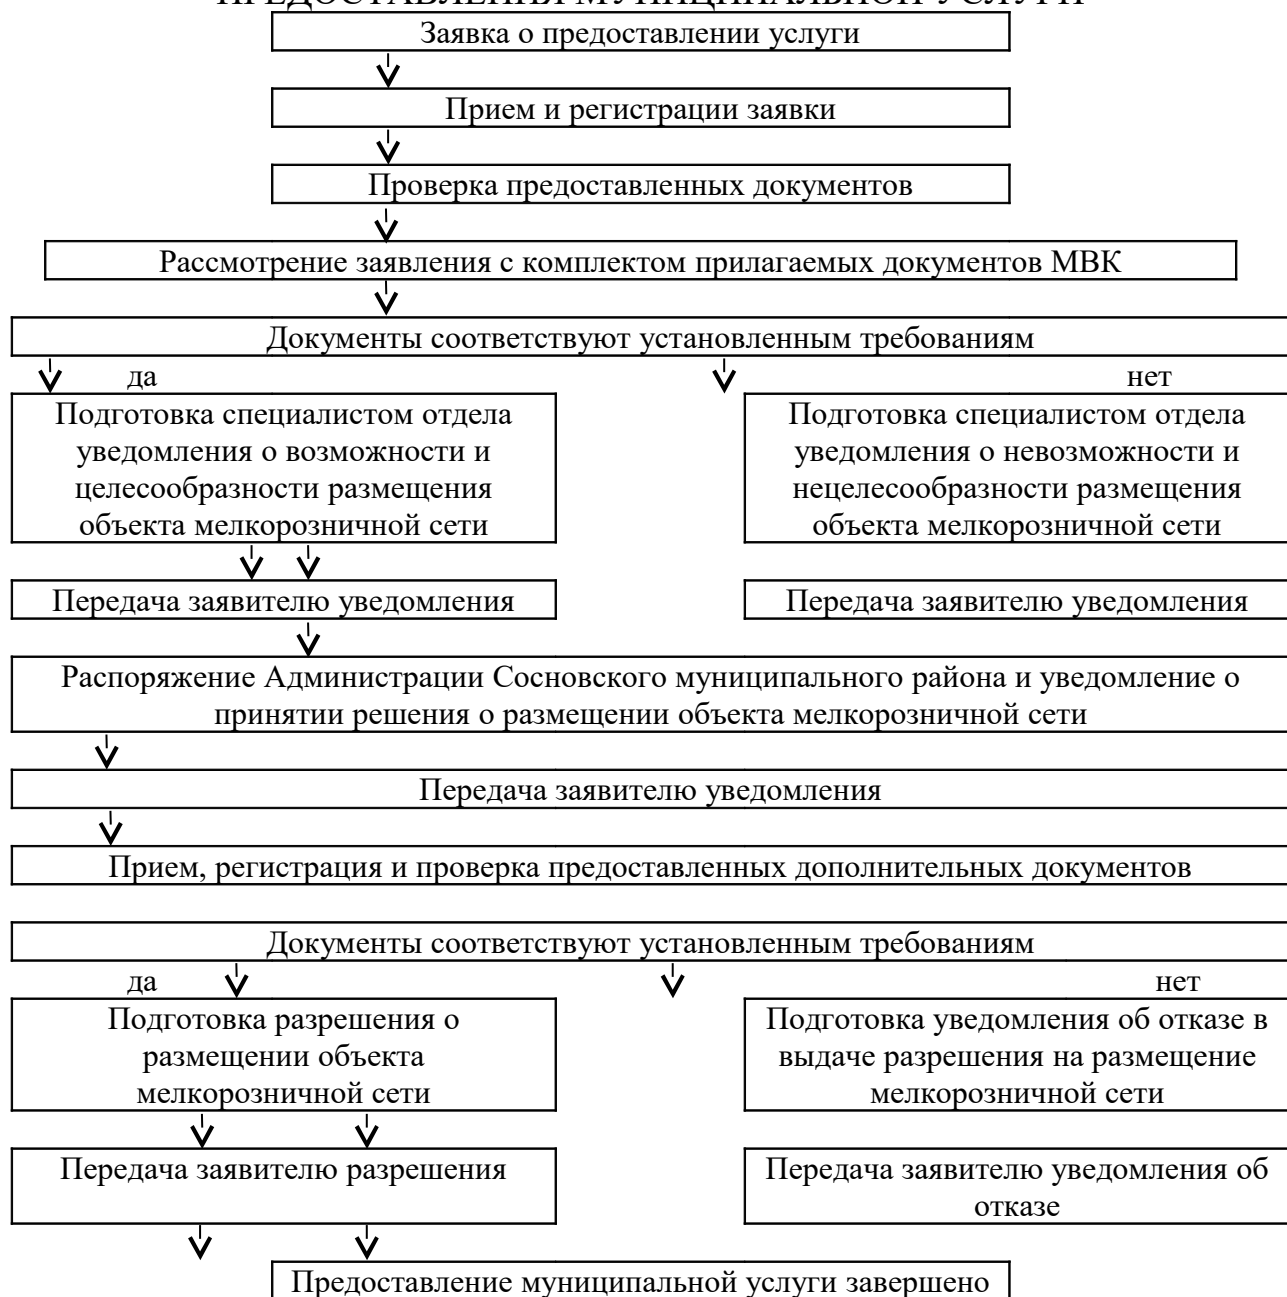 ПРЕДОСТАВЛЕНИЯ МУНИЦИПАЛЬНОЙ УСЛУГИ
Заявка о предоставлении услуги
Прием и регистрации заявки
Проверка предоставленных документов
Рассмотрение заявления с комплектом прилагаемых документов МВК
Документы соответствуют установленным требованиям
да
нет
Подготовка специалистом отдела
уведомления о возможности и
целесообразности размещения
объекта мелкорозничной сети
Подготовка специалистом отдела
уведомления о невозможности и
нецелесообразности размещения
объекта мелкорозничной сети
Передача заявителю уведомления
Передача заявителю уведомления
Распоряжение Администрации Сосновского муниципального района и уведомление о
принятии решения о размещении объекта мелкорозничной сети
Передача заявителю уведомления
Прием, регистрация и проверка предоставленных дополнительных документов
Документы соответствуют установленным требованиям
да
нет
Подготовка разрешения о
размещении объекта
мелкорозничной сети
Подготовка уведомления об отказе в
выдаче разрешения на размещение
мелкорозничной сети
Передача заявителю разрешения
Передача заявителю уведомления об
отказе
Предоставление муниципальной услуги завершено